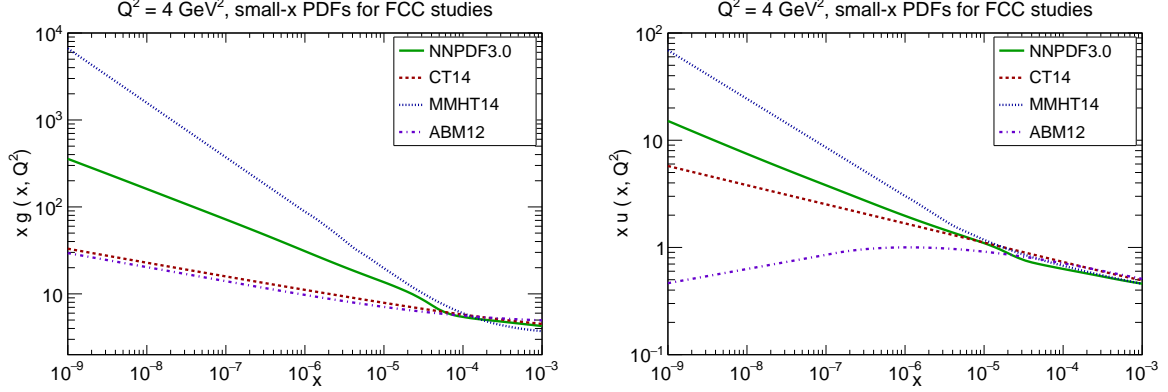 Q² = 4 GeV², small-x PDFs for FCC studies
x g ( x, Q²)
10⁴
10³
10²
10
NNPDF3.0
CT14
MMHT14
ABM12
10⁻⁹ 10⁻⁸ 10⁻⁷ 10⁻⁶ 10⁻⁵ 10⁻⁴ 10⁻³
x
Q² = 4 GeV², small-x PDFs for FCC studies
x u ( x, Q²)
10²
10
1
10⁻¹
NNPDF3.0
CT14
MMHT14
ABM12
10⁻⁹ 10⁻⁸ 10⁻⁷ 10⁻⁶ 10⁻⁵ 10⁻⁴ 10⁻³
x